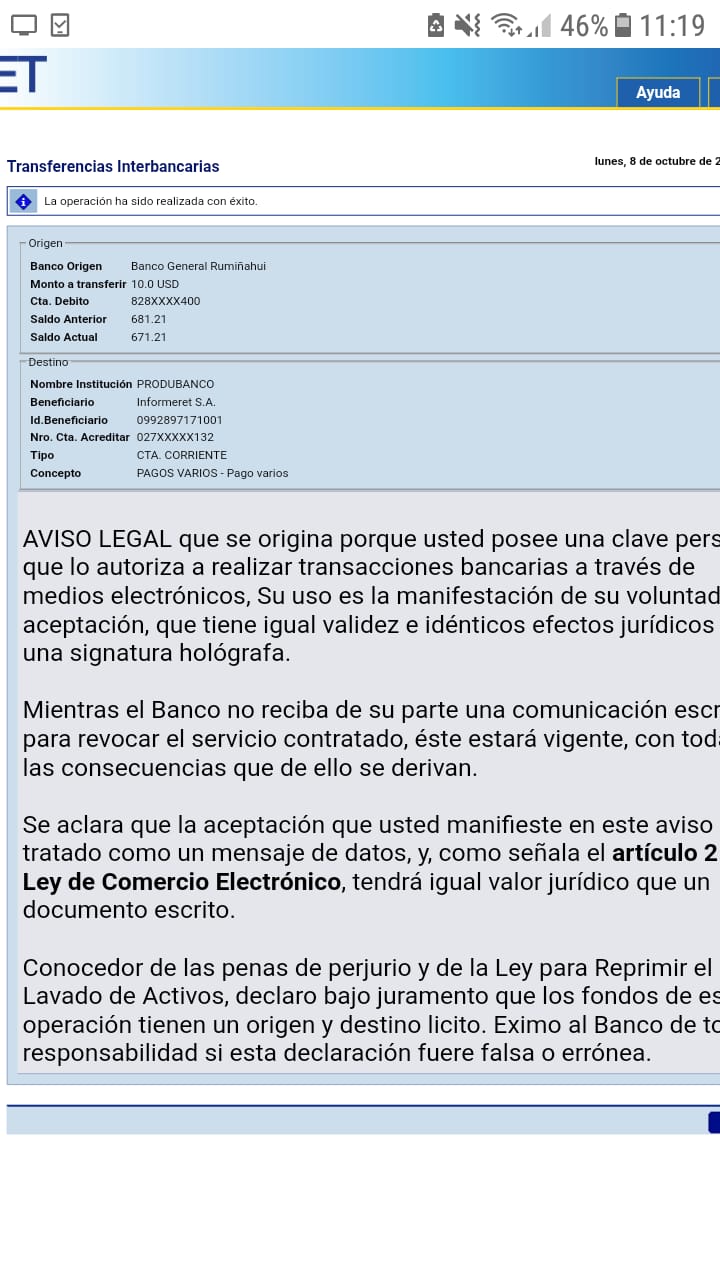 46% 11:19
ET
Ayuda
Transferencias Interbancarias
lunes, 8 de octubre de 2
La operación ha sido realizada con éxito.
Origen
Banco Origen Banco General Rumiñahui
Monto a transferir 10.0 USD
Cta. Debito 828XXXX400
Saldo Anterior 681.21
Saldo Actual 671.21
Destino
Nombre Institución PRODUBANCO
Beneficiario Informeret S.A.
Id.Beneficiario 0992897171001
Nro. Cta. Acreditar 027XXXXX132
Tipo CTA. CORRIENTE
Concepto PAGOS VARIOS - Pago varios
AVISO LEGAL que se origina porque usted posee una clave pers
que lo autoriza a realizar transacciones bancarias a través de
medios electrónicos, Su uso es la manifestación de su voluntad
aceptación, que tiene igual validez e idénticos efectos jurídicos
una signatura hológrafa.
Mientras el Banco no reciba de su parte una comunicación escr
para revocar el servicio contratado, éste estará vigente, con toda
las consecuencias que de ello se derivan.
Se aclara que la aceptación que usted manifieste en este aviso
tratado como un mensaje de datos, y, como señala el artículo 2
Ley de Comercio Electrónico, tendrá igual valor jurídico que un
documento escrito.
Conocedor de las penas de perjurio y de la Ley para Reprimir el
Lavado de Activos, declaro bajo juramento que los fondos de es
operación tienen un origen y destino licito. Eximo al Banco de to
responsabilidad si esta declaración fuere falsa o errónea.